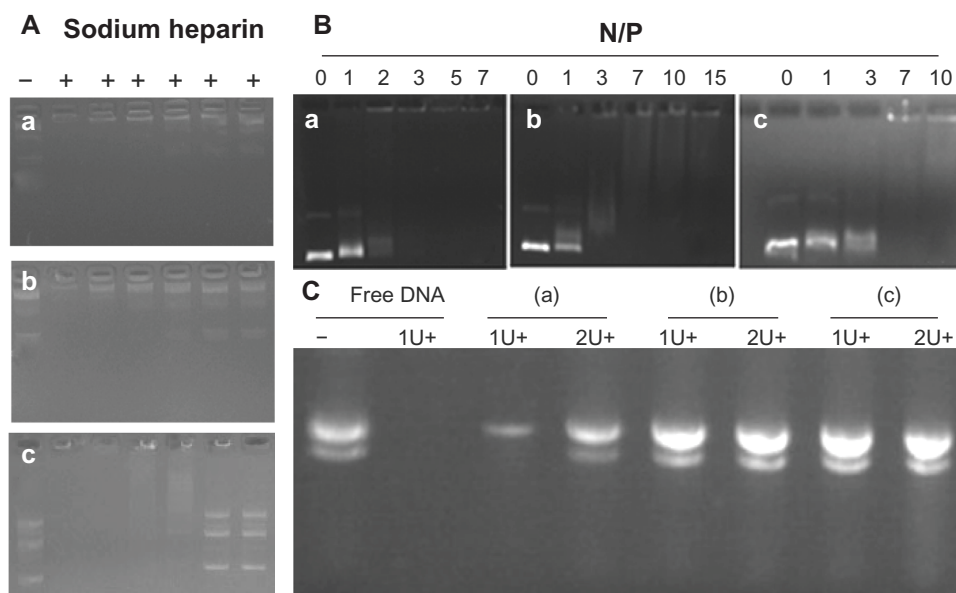 A Sodium heparin
− + + + + + +
a
b
c
B N/P
0 1 2 3 5 7 0 1 3 7 10 15 0 1 3 7 10
a b c
C Free DNA (a) (b) (c)
− 1U+ 1U+ 2U+ 1U+ 2U+ 1U+ 2U+